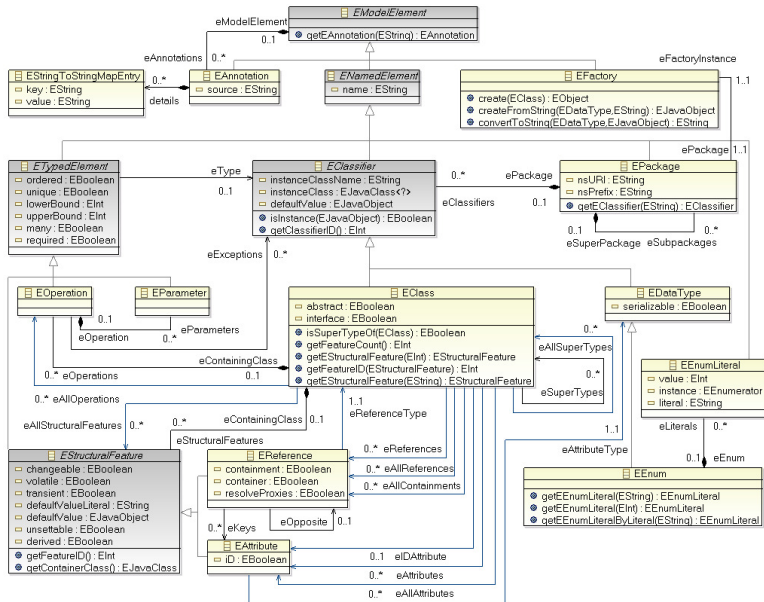 EModelElement
getEAnnotation(EString) : EAnnotation
eModelElement
0..1
eAnnotations
0..*
EStringToStringMapEntry
key : EString
value : EString
0..*
details
EAnnotation
source : EString
ENamedElement
name : EString
eFactoryInstance
1..1
EFactory
create(EClass) : EObject
createFromString(EDataType,EString) : EJavaObject
convertToString(EDataType,EJavaObject) : EString
ePackage
1..1
ETypedElement
ordered : EBoolean
unique : EBoolean
lowerBound : EInt
upperBound : EInt
many : EBoolean
required : EBoolean
eType
0..1
EClassifier
instanceClassName : EString
instanceClass : EJavaClass<?>
defaultValue : EJavaObject
isInstance(EJavaObject) : EBoolean
getClassifierID() : EInt
0..*
ePackage
eClassifiers
0..1
EPackage
nsURI : EString
nsPrefix : EString
getEClassifier(EString) : EClassifier
0..1
0..*
eSuperPackage
eSubpackages
eExceptions
0..*
EOperation
EParameter
0..1
eParameters
eOperation
0..*
EClass
abstract : EBoolean
interface : EBoolean
isSuperTypeOf(EClass) : EBoolean
getFeatureCount() : EInt
getEStructuralFeature(EInt) : EStructuralFeature
getFeatureID(EStructuralFeature) : EInt
getEStructuralFeature(EString) : EStructuralFeature
EDataType
serializable : EBoolean
0..*
eAllSuperTypes
0..*
eSuperTypes
EEnumLiteral
value : EInt
instance : EEnumerator
literal : EString
eContainingClass
0..*
eOperations
0..1
0..*
eAllOperations
eAllStructuralFeatures
0..*
eContainingClass
0..1
eStructuralFeatures
0..*
1..1
eReferenceType
1..1
eAttributeType
eLiterals
0..*
0..1
eEnum
EStructuralFeature
changeable : EBoolean
volatile : EBoolean
transient : EBoolean
defaultValueLiteral : EString
defaultValue : EJavaObject
unsettable : EBoolean
derived : EBoolean
getFeatureID() : EInt
getContainerClass() : EJavaClass
EReference
containment : EBoolean
container : EBoolean
resolveProxies : EBoolean
0..*
eReferences
0..*
eAllReferences
0..*
eAllContainments
eOpposite
0..1
0..*
eKeys
EAttribute
iD : EBoolean
0..1
eIDAttribute
0..*
eAttributes
0..*
eAllAttributes
EEnum
getEEnumLiteral(EString) : EEnumLiteral
getEEnumLiteral(EInt) : EEnumLiteral
getEEnumLiteralByLiteral(EString) : EEnumLiteral